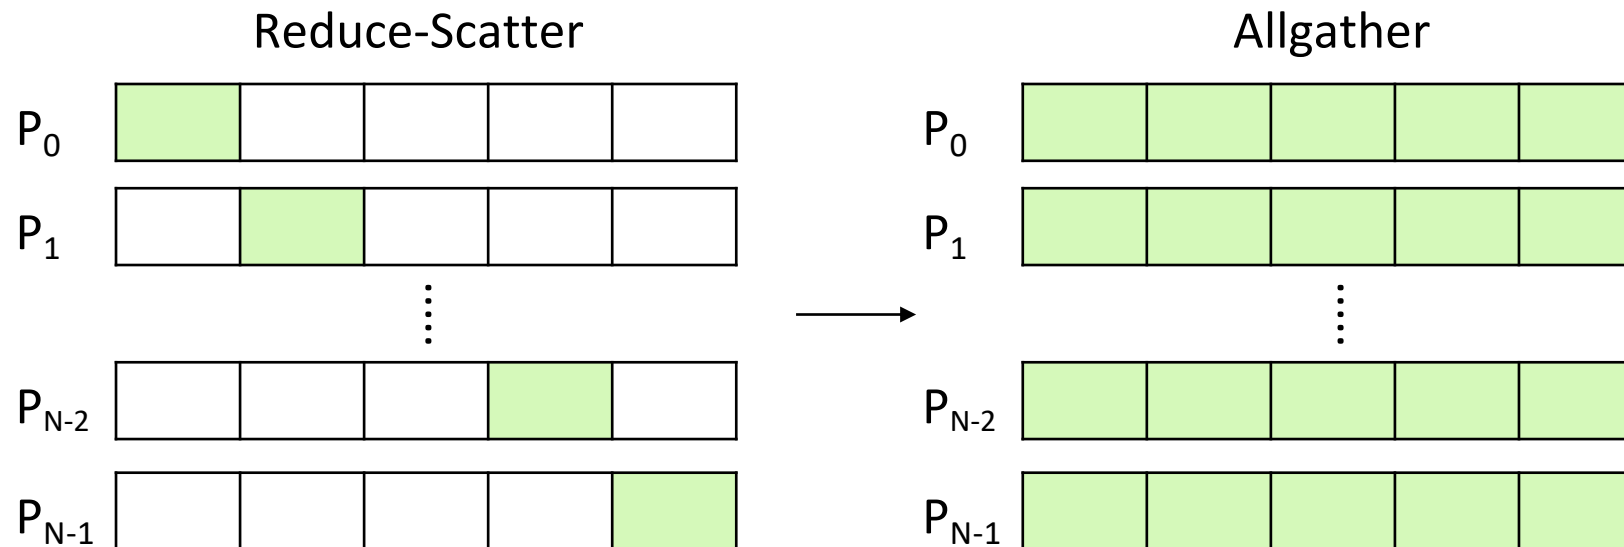 Reduce-Scatter
Allgather
P₀
P₀
P₁
P₁
Pₙ₋₂
Pₙ₋₂
Pₙ₋₁
Pₙ₋₁